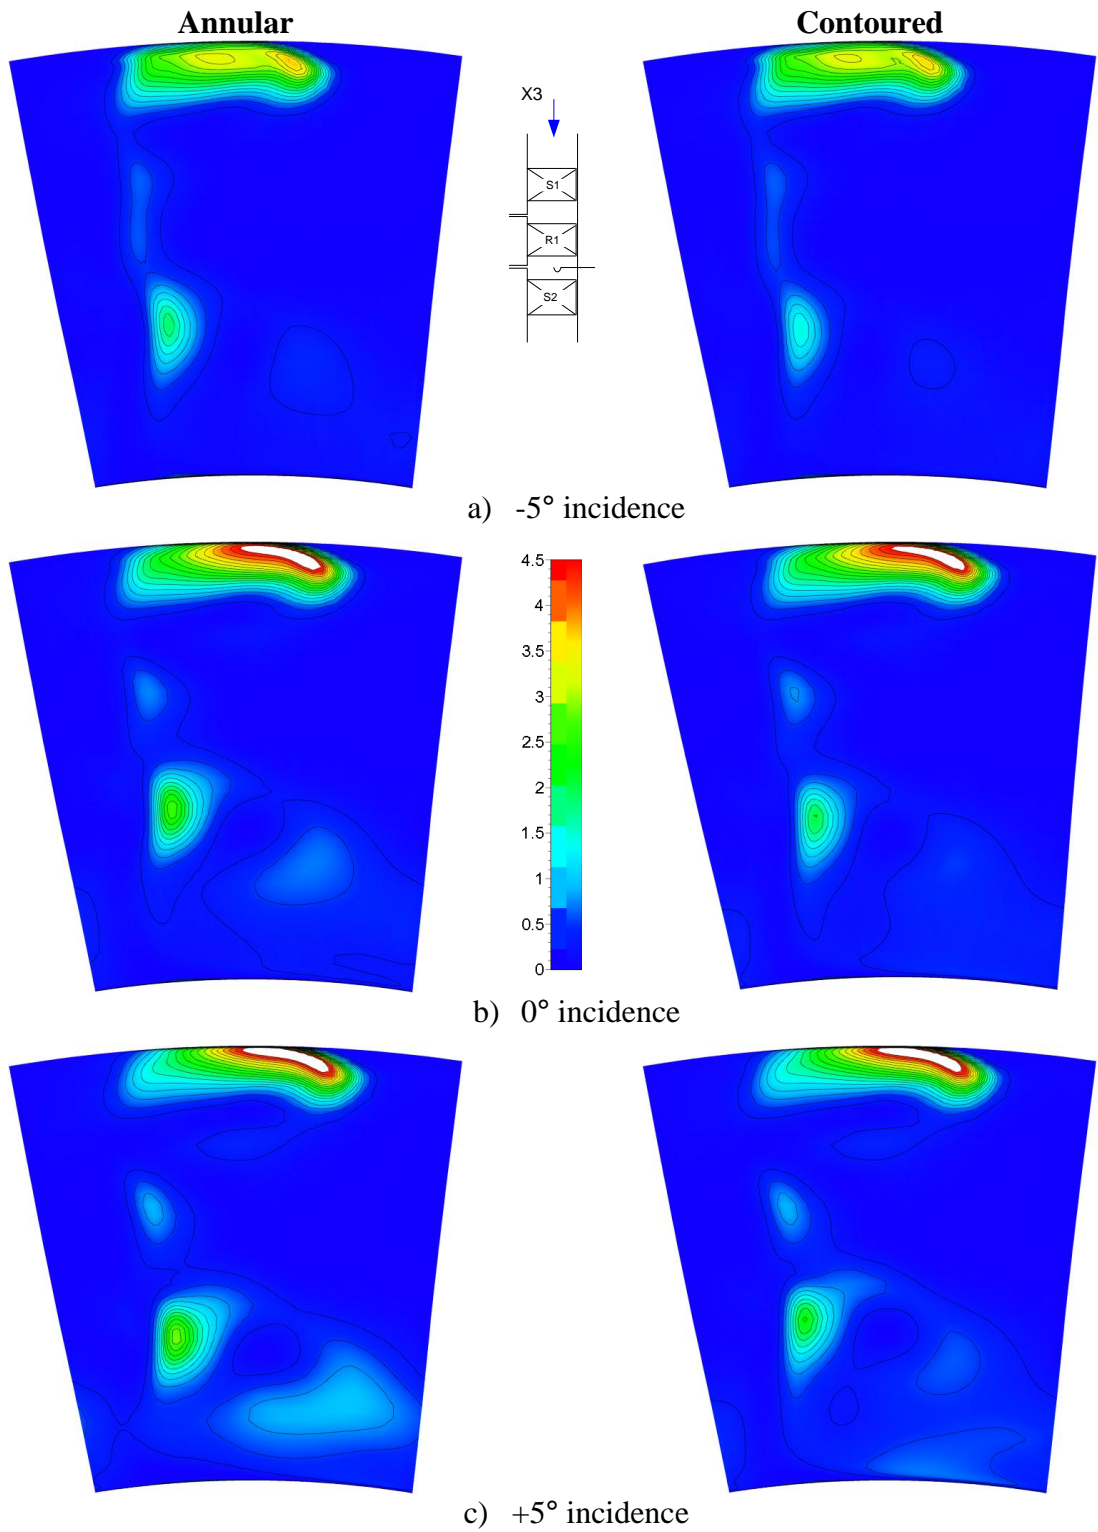 Annular
Contoured
X3
S1
R1
S2
a) -5° incidence
4.5
4
3.5
3
2.5
2
1.5
1
0.5
0
b) 0° incidence
c) +5° incidence